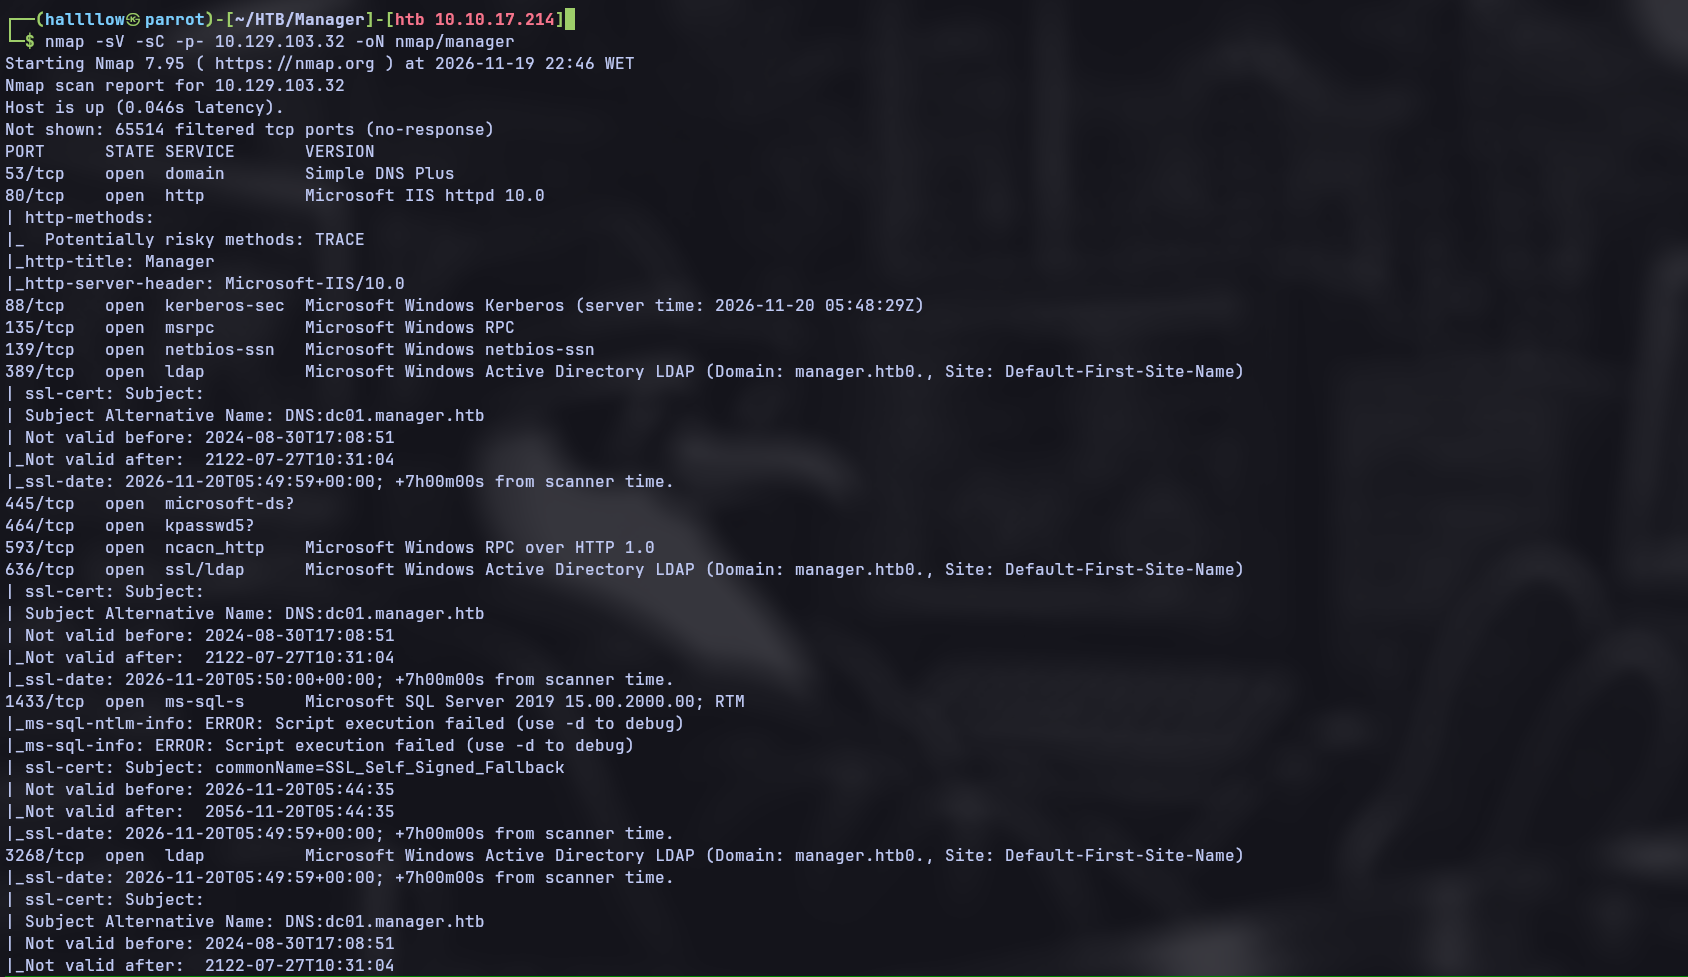 ┌──(hallllow㉿parrot)-[~/HTB/Manager]-[htb 10.10.17.214]
└─$ nmap -sV -sC -p- 10.129.103.32 -oN nmap/manager
Starting Nmap 7.95 ( https://nmap.org ) at 2026-11-19 22:46 WET
Nmap scan report for 10.129.103.32
Host is up (0.046s latency).
Not shown: 65514 filtered tcp ports (no-response)
PORT      STATE SERVICE       VERSION
53/tcp    open  domain        Simple DNS Plus
80/tcp    open  http          Microsoft IIS httpd 10.0
| http-methods:
|_  Potentially risky methods: TRACE
|_http-title: Manager
|_http-server-header: Microsoft-IIS/10.0
88/tcp    open  kerberos-sec  Microsoft Windows Kerberos (server time: 2026-11-20 05:48:29Z)
135/tcp   open  msrpc         Microsoft Windows RPC
139/tcp   open  netbios-ssn   Microsoft Windows netbios-ssn
389/tcp   open  ldap          Microsoft Windows Active Directory LDAP (Domain: manager.htb0., Site: Default-First-Site-Name)
| ssl-cert: Subject:
| Subject Alternative Name: DNS:dc01.manager.htb
| Not valid before: 2024-08-30T17:08:51
|_Not valid after:  2122-07-27T10:31:04
|_ssl-date: 2026-11-20T05:49:59+00:00; +7h00m00s from scanner time.
445/tcp   open  microsoft-ds?
464/tcp   open  kpasswd5?
593/tcp   open  ncacn_http    Microsoft Windows RPC over HTTP 1.0
636/tcp   open  ssl/ldap      Microsoft Windows Active Directory LDAP (Domain: manager.htb0., Site: Default-First-Site-Name)
| ssl-cert: Subject:
| Subject Alternative Name: DNS:dc01.manager.htb
| Not valid before: 2024-08-30T17:08:51
|_Not valid after:  2122-07-27T10:31:04
|_ssl-date: 2026-11-20T05:50:00+00:00; +7h00m00s from scanner time.
1433/tcp  open  ms-sql-s      Microsoft SQL Server 2019 15.00.2000.00; RTM
|_ms-sql-ntlm-info: ERROR: Script execution failed (use -d to debug)
|_ms-sql-info: ERROR: Script execution failed (use -d to debug)
| ssl-cert: Subject: commonName=SSL_Self_Signed_Fallback
| Not valid before: 2026-11-20T05:44:35
|_Not valid after:  2056-11-20T05:44:35
|_ssl-date: 2026-11-20T05:49:59+00:00; +7h00m00s from scanner time.
3268/tcp  open  ldap          Microsoft Windows Active Directory LDAP (Domain: manager.htb0., Site: Default-First-Site-Name)
|_ssl-date: 2026-11-20T05:49:59+00:00; +7h00m00s from scanner time.
| ssl-cert: Subject:
| Subject Alternative Name: DNS:dc01.manager.htb
| Not valid before: 2024-08-30T17:08:51
|_Not valid after:  2122-07-27T10:31:04